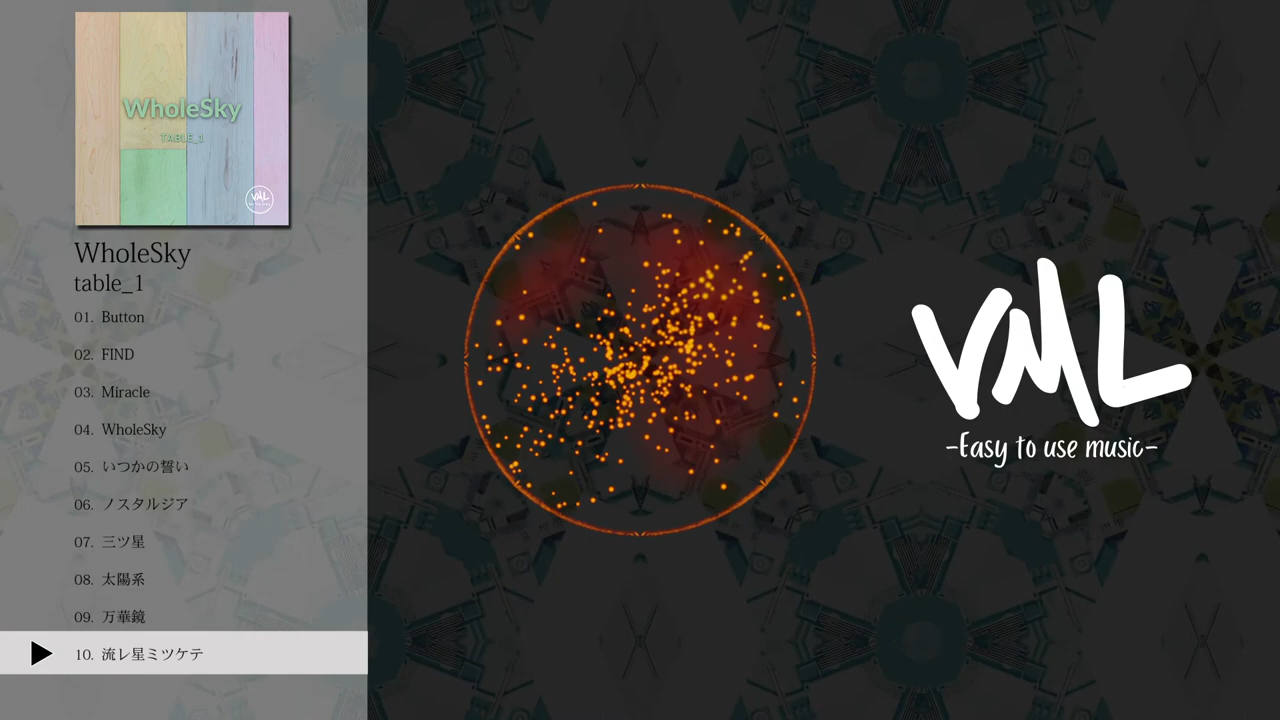 WholeSky
TABLE_1
VML
WholeSky
table_1
01. Button
02. FIND
03. Miracle
04. WholeSky
05. いつかの誓い
06. ノスタルジア
07. 三ツ星
08. 太陽系
09. 万華鏡
10. 流レ星ミツケテ
VML
-Easy to use music-